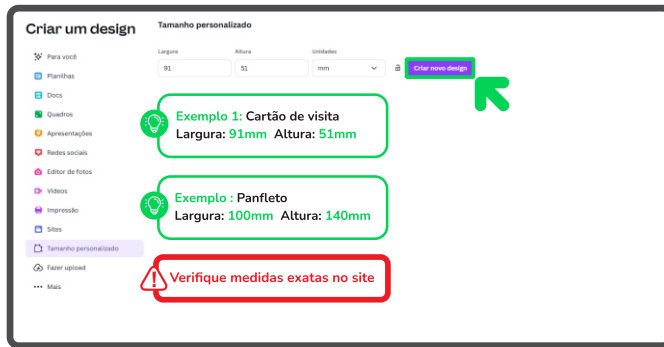 Criar um design
Para você
Planilhas
Docs
Quadros
Apresentações
Redes sociais
Editor de fotos
Vídeos
Impressão
Sites
Tamanho personalizado
Fazer upload
Mais
Tamanho personalizado
Largura Altura Unidades
91 51 mm Criar novo design
Exemplo 1: Cartão de visita
Largura: 91mm Altura: 51mm
Exemplo : Panfleto
Largura: 100mm Altura: 140mm
Verifique medidas exatas no site